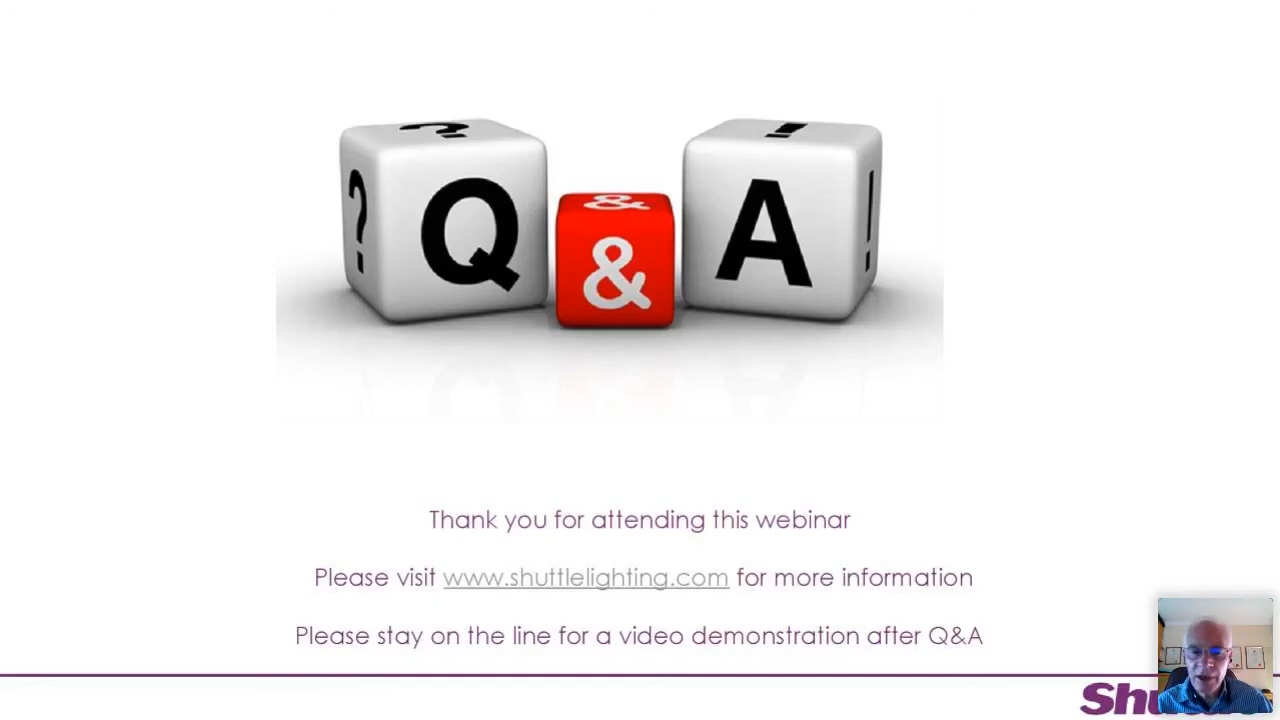 ? !
? Q & & A !
Thank you for attending this webinar
Please visit www.shuttlelighting.com for more information
Please stay on the line for a video demonstration after Q&A